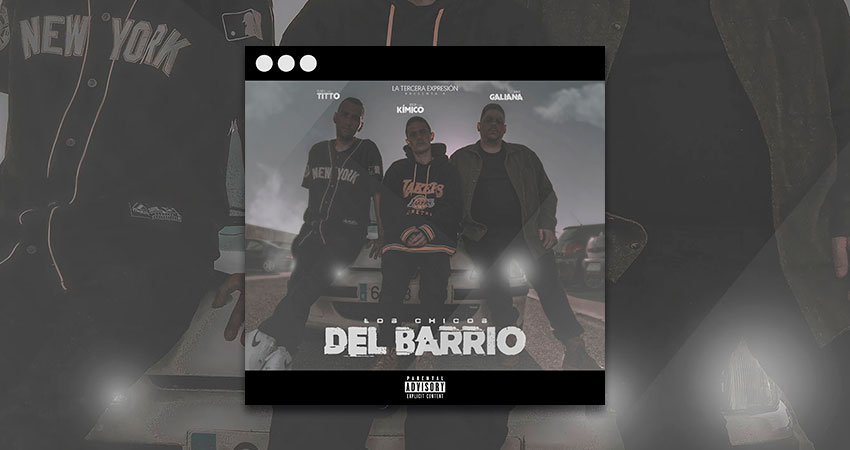 NEW YORK
LA TERCERA EXPRESIÓN
TITTO
KÍMICO
GALIANA
NEW
YORK
LAKERS
LOS CHICOS
DEL BARRIO
PARENTAL
ADVISORY
EXPLICIT CONTENT